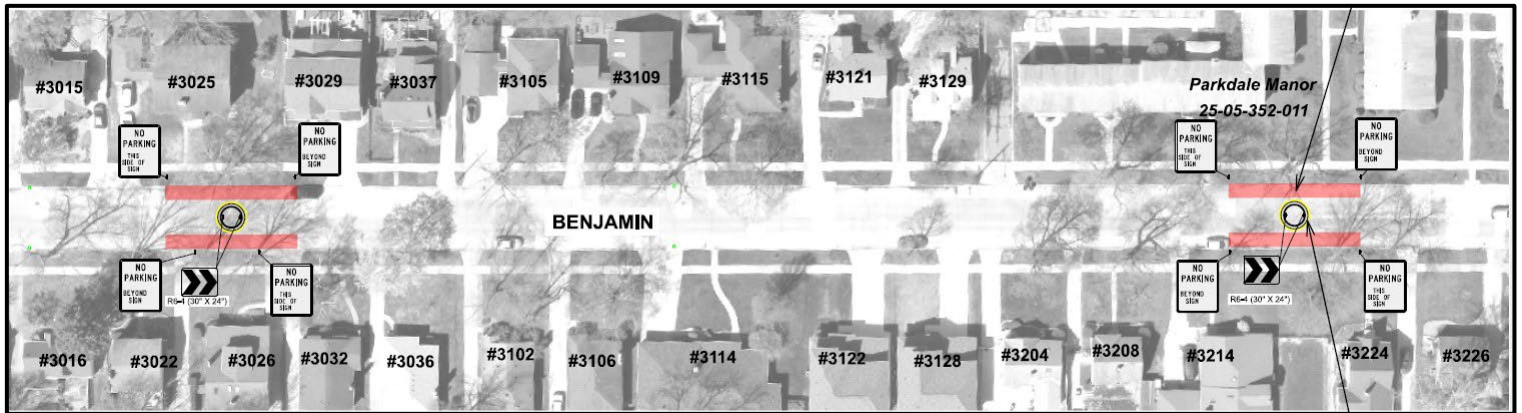 #3015
#3025
#3029
#3037
#3105
#3109
#3115
#3121
#3129
Parkdale Manor
25-05-352-011
NO
PARKING
THIS
SIDE OF
SIGN
NO
PARKING
BEYOND
SIGN
NO
PARKING
THIS
SIDE OF
SIGN
NO
PARKING
BEYOND
SIGN
BENJAMIN
NO
PARKING
BEYOND
SIGN
R6-4 (30" X 24")
NO
PARKING
THIS
SIDE OF
SIGN
NO
PARKING
BEYOND
SIGN
R6-4 (30" X 24")
NO
PARKING
THIS
SIDE OF
SIGN
#3016
#3022
#3026
#3032
#3036
#3102
#3106
#3114
#3122
#3128
#3204
#3208
#3214
#3224
#3226